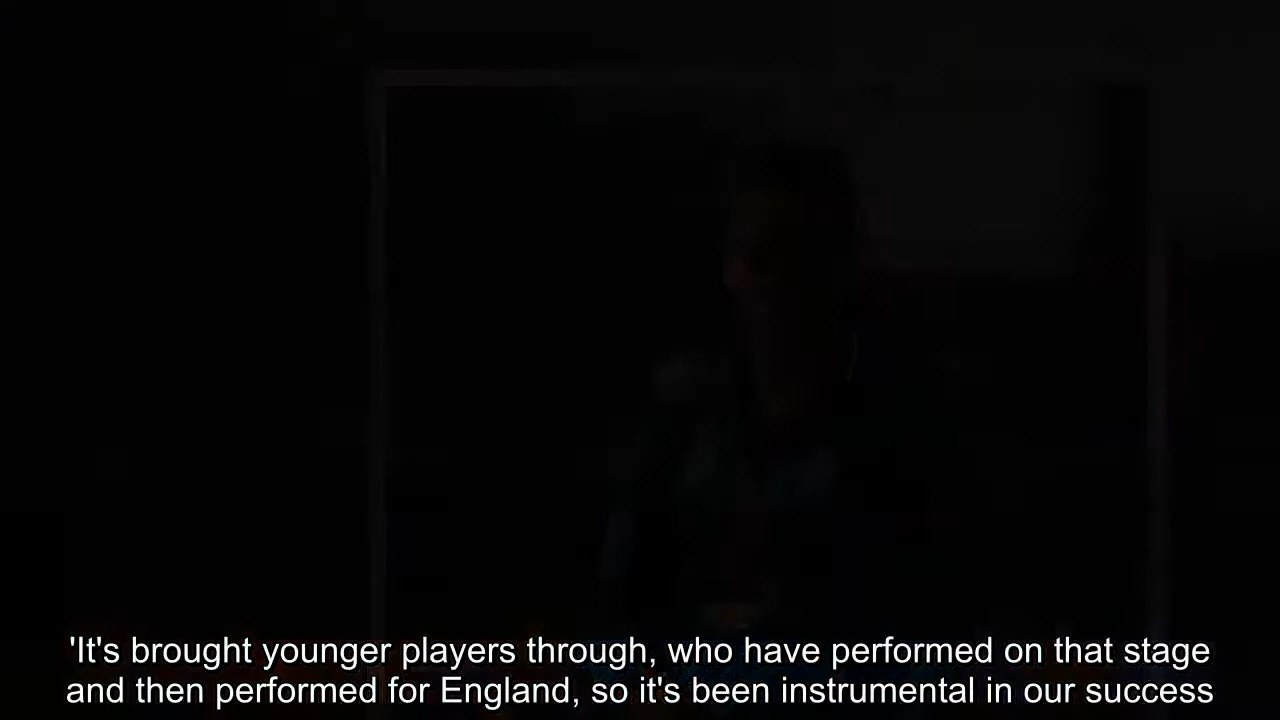 'It's brought younger players through, who have performed on that stage
and then performed for England, so it's been instrumental in our success